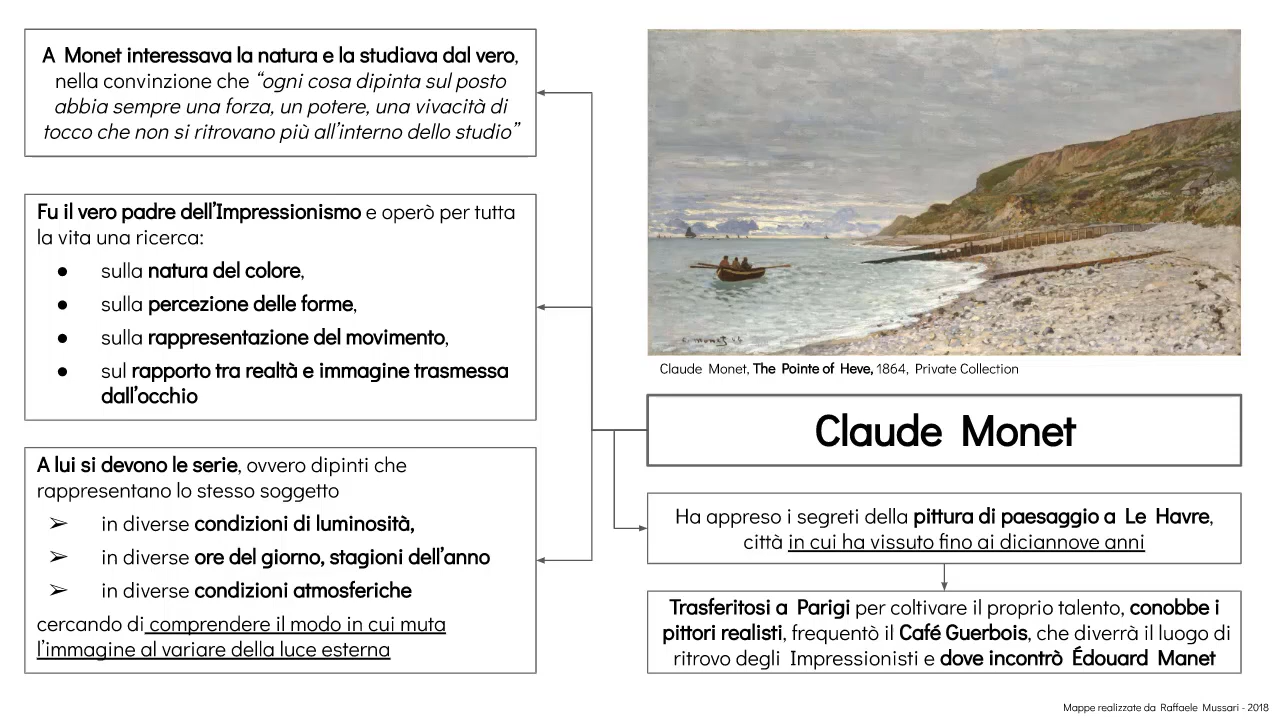 A Monet interessava la natura e la studiava dal vero,
nella convinzione che “ogni cosa dipinta sul posto
abbia sempre una forza, un potere, una vivacità di
tocco che non si ritrovano più all’interno dello studio”
Fu il vero padre dell’Impressionismo e operò per tutta
la vita una ricerca:
● sulla natura del colore,
● sulla percezione delle forme,
● sulla rappresentazione del movimento,
● sul rapporto tra realtà e immagine trasmessa
dall’occhio
A lui si devono le serie, ovvero dipinti che
rappresentano lo stesso soggetto
➢ in diverse condizioni di luminosità,
➢ in diverse ore del giorno, stagioni dell’anno
➢ in diverse condizioni atmosferiche
cercando di comprendere il modo in cui muta
l’immagine al variare della luce esterna
Claude Monet, The Pointe of Heve, 1864, Private Collection
Claude Monet
Ha appreso i segreti della pittura di paesaggio a Le Havre,
città in cui ha vissuto fino ai diciannove anni
Trasferitosi a Parigi per coltivare il proprio talento, conobbe i
pittori realisti, frequentò il Café Guerbois, che diverrà il luogo di
ritrovo degli Impressionisti e dove incontrò Édouard Manet
Mappe realizzate da Raffaele Mussari - 2018